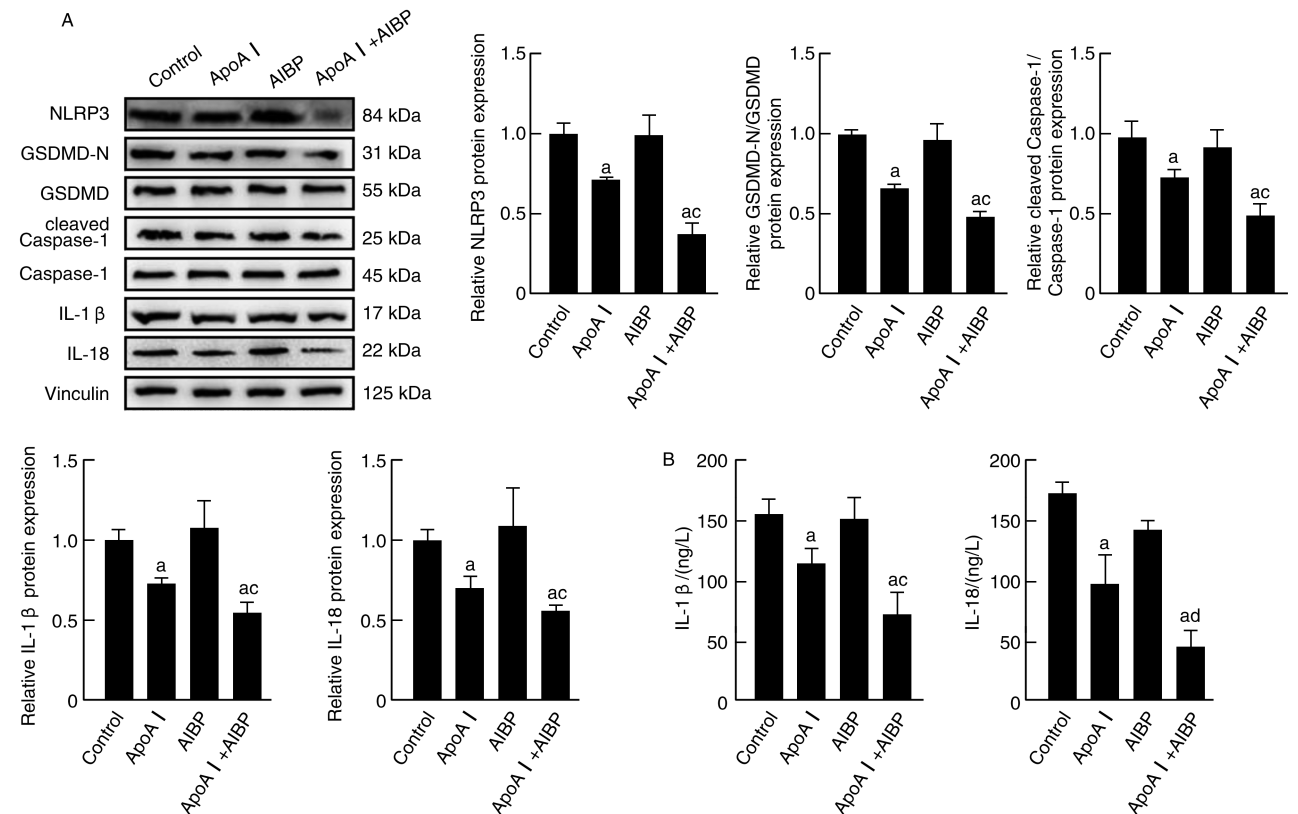 A
Control
ApoA Ⅰ
AIBP
ApoA Ⅰ +AIBP
NLRP3
84 kDa
GSDMD-N
31 kDa
GSDMD
55 kDa
cleaved
Caspase-1
25 kDa
Caspase-1
45 kDa
IL-1 β
17 kDa
IL-18
22 kDa
Vinculin
125 kDa
Relative NLRP3 protein expression
1.5
1.0
0.5
0
a
ac
Control
ApoA Ⅰ
AIBP
ApoA Ⅰ +AIBP
Relative GSDMD-N/GSDMD
protein expression
1.5
1.0
0.5
0
a
ac
Control
ApoA Ⅰ
AIBP
ApoA Ⅰ +AIBP
Relative cleaved Caspase-1/
Caspase-1 protein expression
1.5
1.0
0.5
0
a
ac
Control
ApoA Ⅰ
AIBP
ApoA Ⅰ +AIBP
Relative IL-1 β protein expression
1.5
1.0
0.5
0
a
ac
Control
ApoA Ⅰ
AIBP
ApoA Ⅰ +AIBP
Relative IL-18 protein expression
1.5
1.0
0.5
0
a
ac
Control
ApoA Ⅰ
AIBP
ApoA Ⅰ +AIBP
B
IL-1 β /(ng/L)
200
150
100
50
0
a
ac
Control
ApoA Ⅰ
AIBP
ApoA Ⅰ +AIBP
IL-18/(ng/L)
200
150
100
50
0
a
ad
Control
ApoA Ⅰ
AIBP
ApoA Ⅰ +AIBP